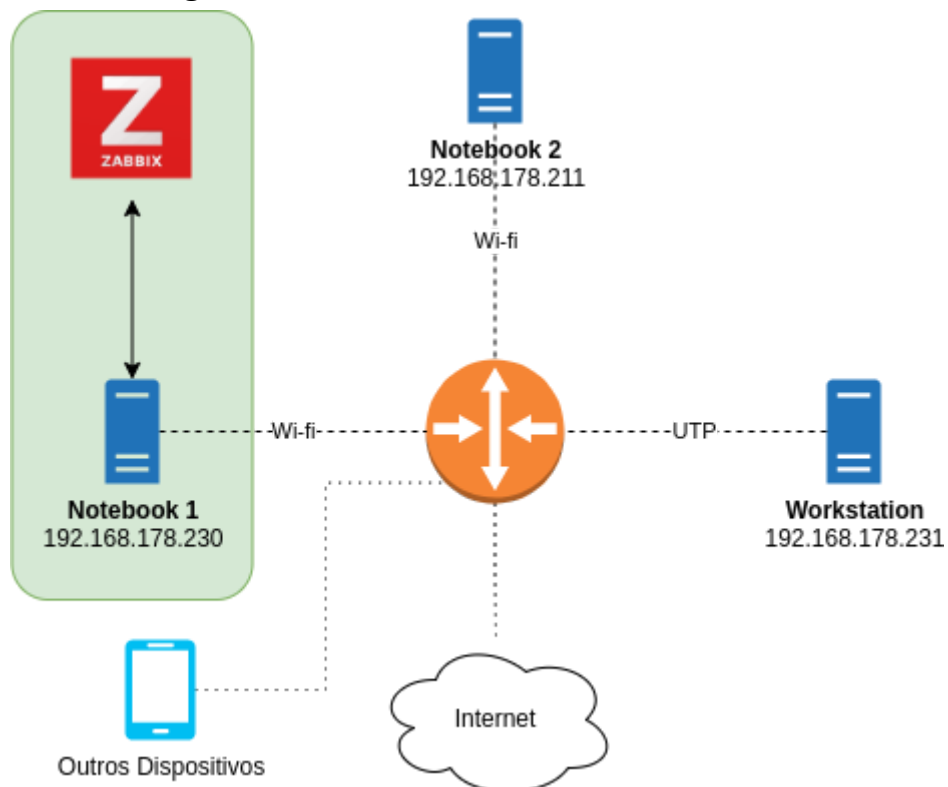 Z
ZABBIX
Notebook 2
192.168.178.211
Wi-fi
Wi-fi
UTP
Notebook 1
192.168.178.230
Workstation
192.168.178.231
Internet
Outros Dispositivos